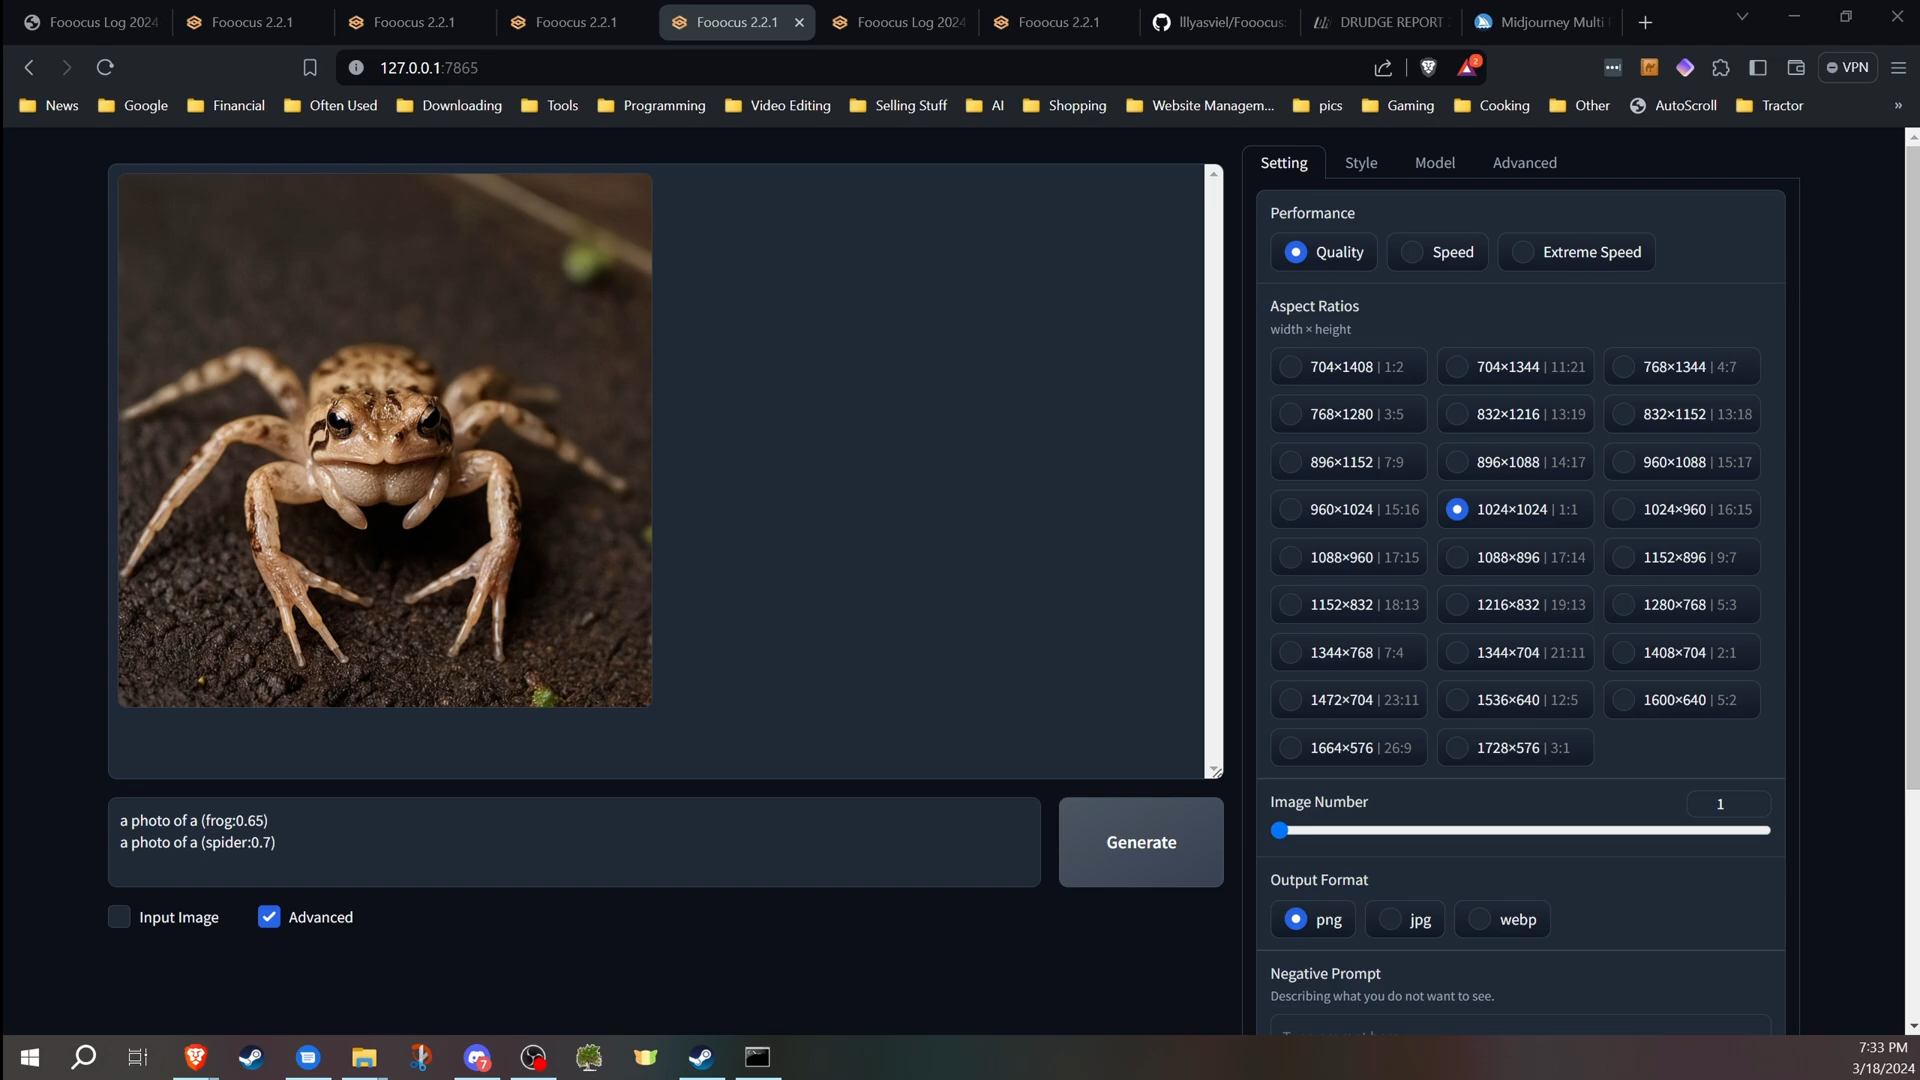 Fooocus Log 2024
Fooocus 2.2.1
Fooocus 2.2.1
Fooocus 2.2.1
Fooocus 2.2.1
Fooocus Log 2024
Fooocus 2.2.1
lllyasviel/Fooocus:
DRUDGE REPORT 2
Midjourney Multi
127.0.0.1:7865
2
VPN
News
Google
Financial
Often Used
Downloading
Tools
Programming
Video Editing
Selling Stuff
AI
Shopping
Website Managem...
pics
Gaming
Cooking
Other
AutoScroll
Tractor
»
Setting
Style
Model
Advanced
Performance
Quality
Speed
Extreme Speed
Aspect Ratios
width × height
704×1408 | 1:2
704×1344 | 11:21
768×1344 | 4:7
768×1280 | 3:5
832×1216 | 13:19
832×1152 | 13:18
896×1152 | 7:9
896×1088 | 14:17
960×1088 | 15:17
960×1024 | 15:16
1024×1024 | 1:1
1024×960 | 16:15
1088×960 | 17:15
1088×896 | 17:14
1152×896 | 9:7
1152×832 | 18:13
1216×832 | 19:13
1280×768 | 5:3
1344×768 | 7:4
1344×704 | 21:11
1408×704 | 2:1
1472×704 | 23:11
1536×640 | 12:5
1600×640 | 5:2
1664×576 | 26:9
1728×576 | 3:1
Image Number
1
Output Format
png
jpg
webp
Negative Prompt
Describing what you do not want to see.
a photo of a (frog:0.65)
a photo of a (spider:0.7)
Generate
Input Image
Advanced
7
7:33 PM
3/18/2024